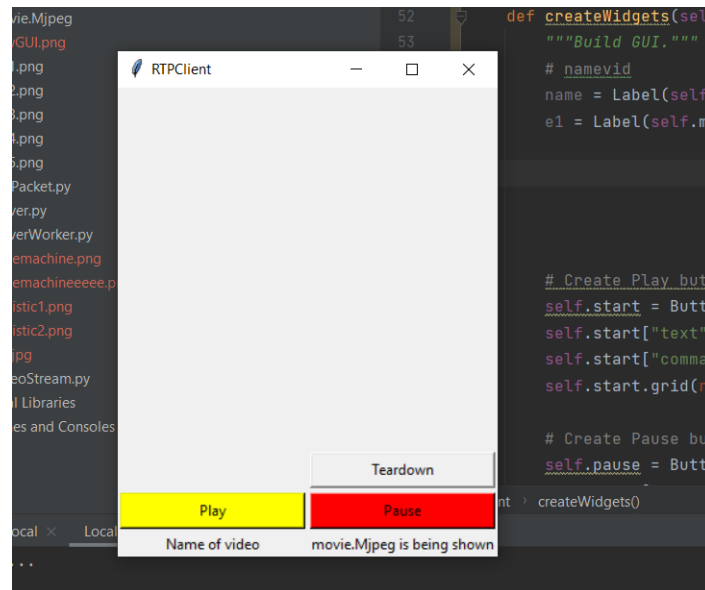 vie.Mjpeg
GUI.png
.png
.png
.png
.png
.png
Packet.py
ver.py
verWorker.py
emachine.png
emachineeeee.p
istic1.png
istic2.png
jpg
eoStream.py
l Libraries
es and Consoles
ocal × Local
...
RTPClient
Teardown
Play
Pause
Name of video
movie.Mjpeg is being shown
52 def createWidgets(sel
53 """Build GUI."""
# namevid
name = Label(self
e1 = Label(self.m
# Create Play but
self.start = Butt
self.start["text"
self.start["comma
self.start.grid(r
# Create Pause bu
self.pause = Butt
nt › createWidgets()